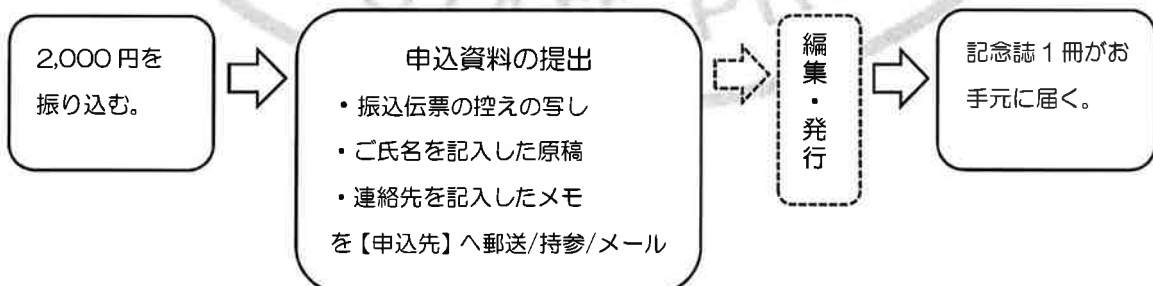 2,000 円を
振り込む。
申込資料の提出
・振込伝票の控えの写し
・ご氏名を記入した原稿
・連絡先を記入したメモ
を【申込先】へ郵送/持参/メール
編集・発行
記念誌 1 冊がお
手元に届く。